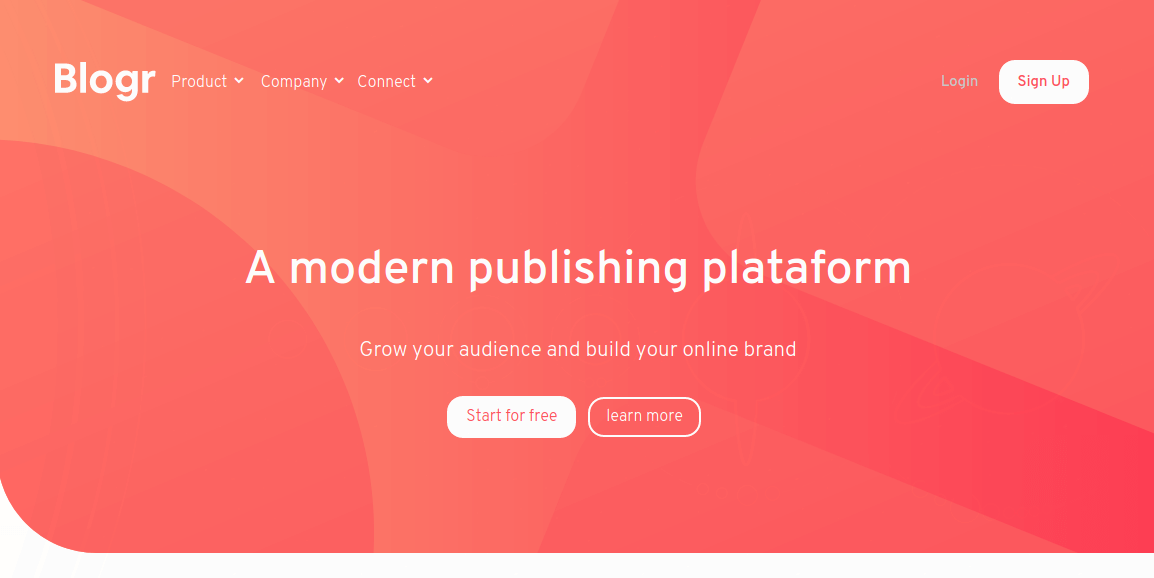 Blogr Product Company Connect Login Sign Up
A modern publishing plataform
Grow your audience and build your online brand
Start for free learn more